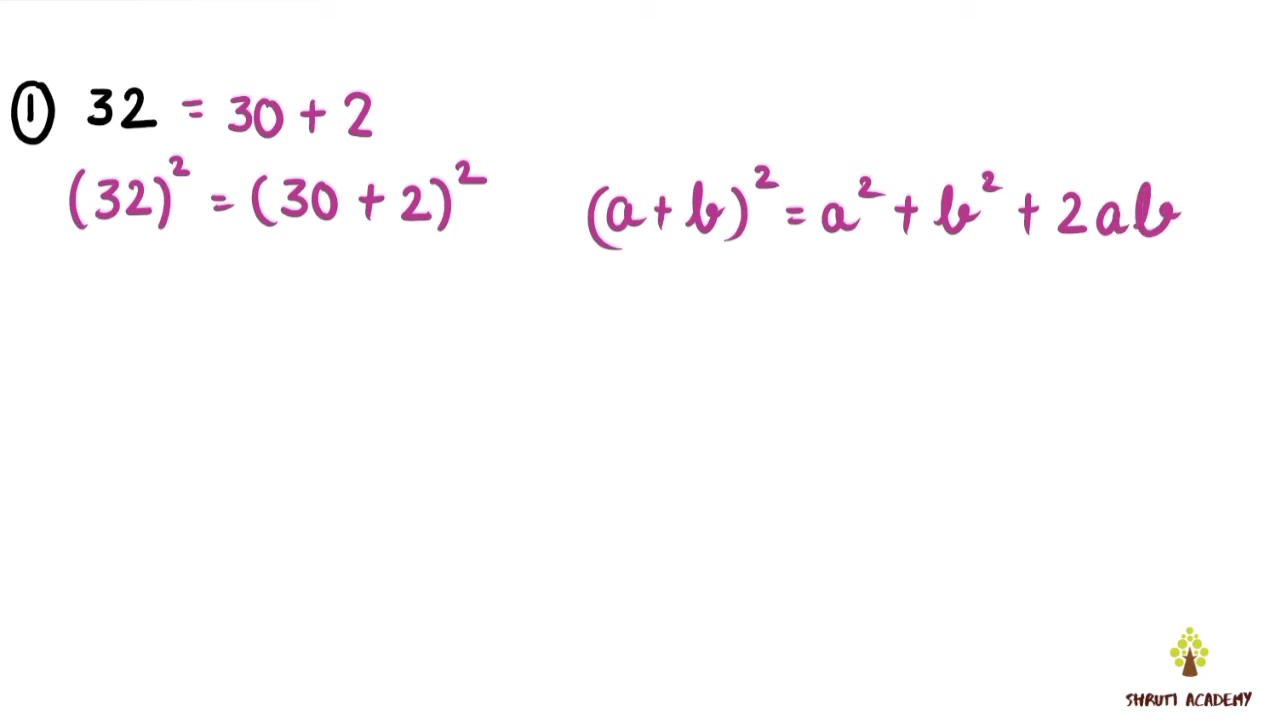 ① 32 = 30 + 2
(32)² = (30 + 2)² (a + b)² = a² + b² + 2ab
SHRUTI ACADEMY